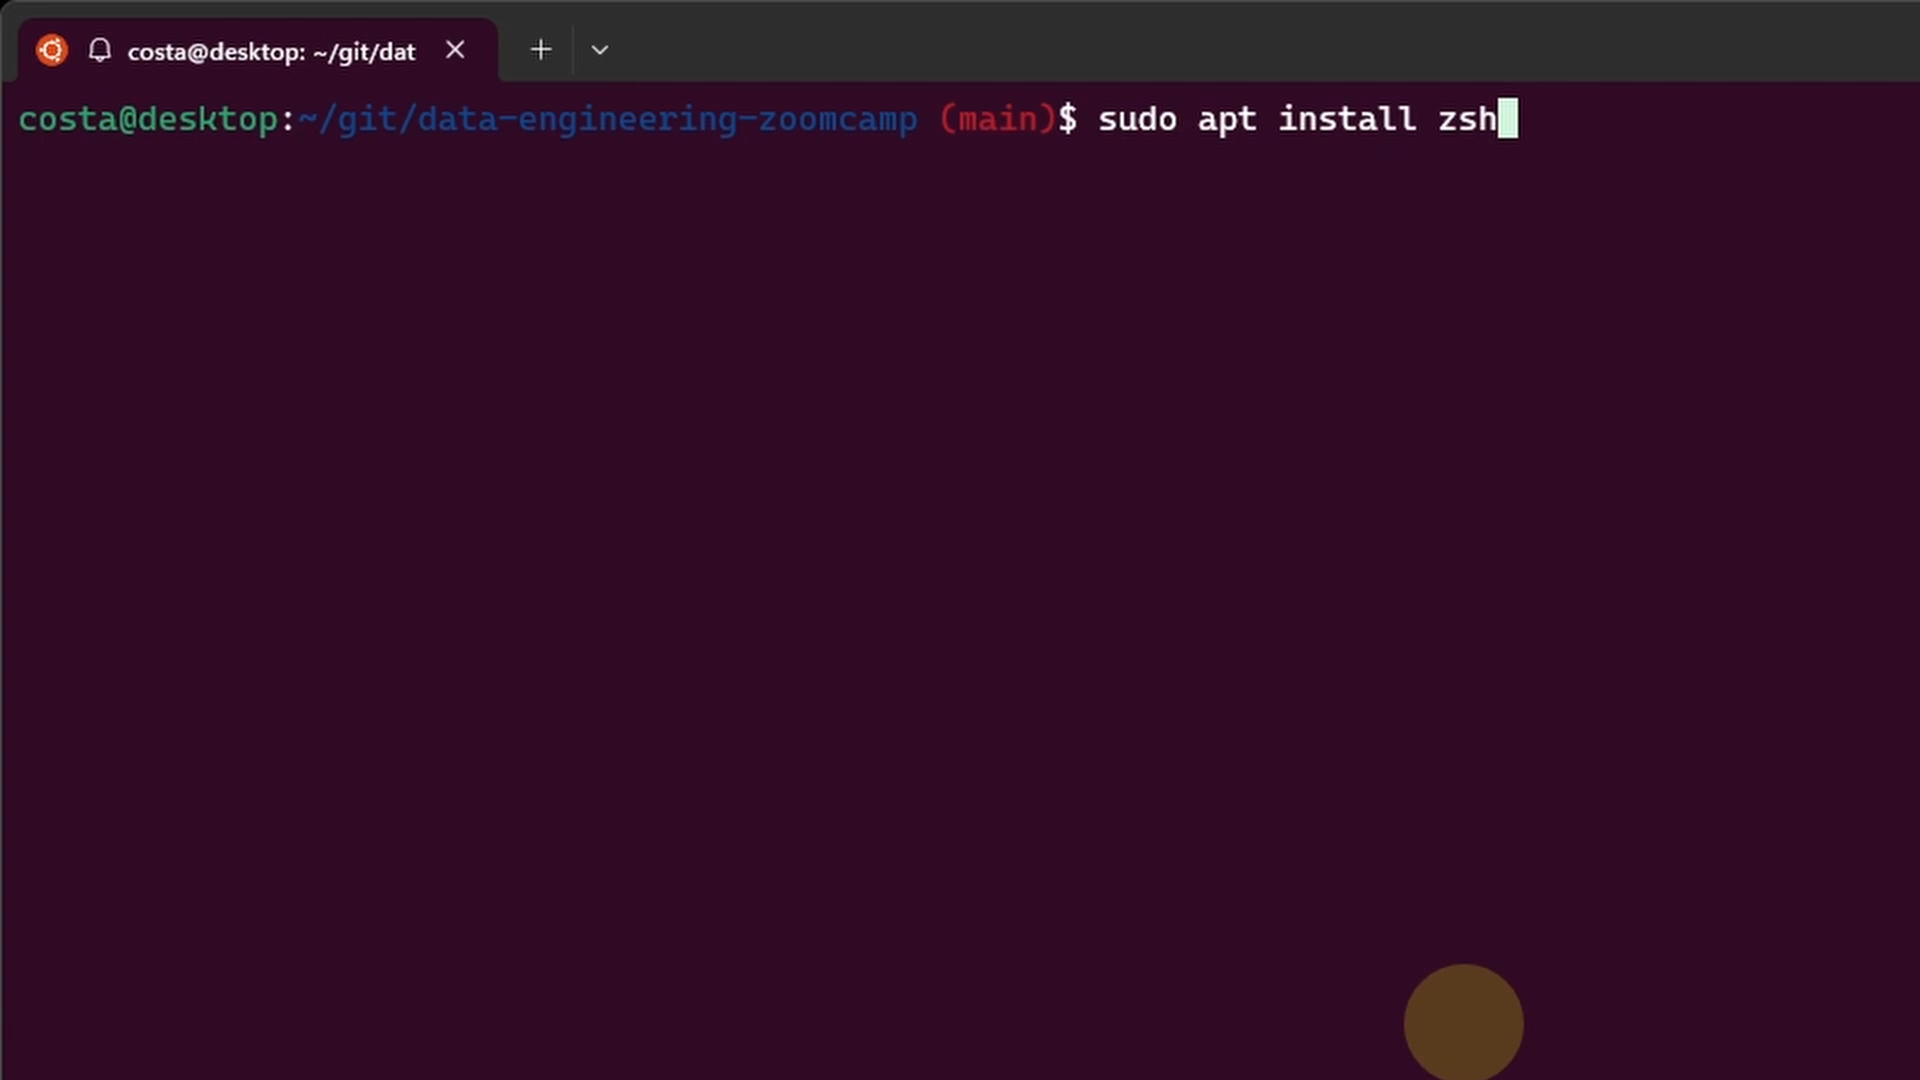 costa@desktop: ~/git/dat
costa@desktop:~/git/data-engineering-zoomcamp (main)$ sudo apt install zsh